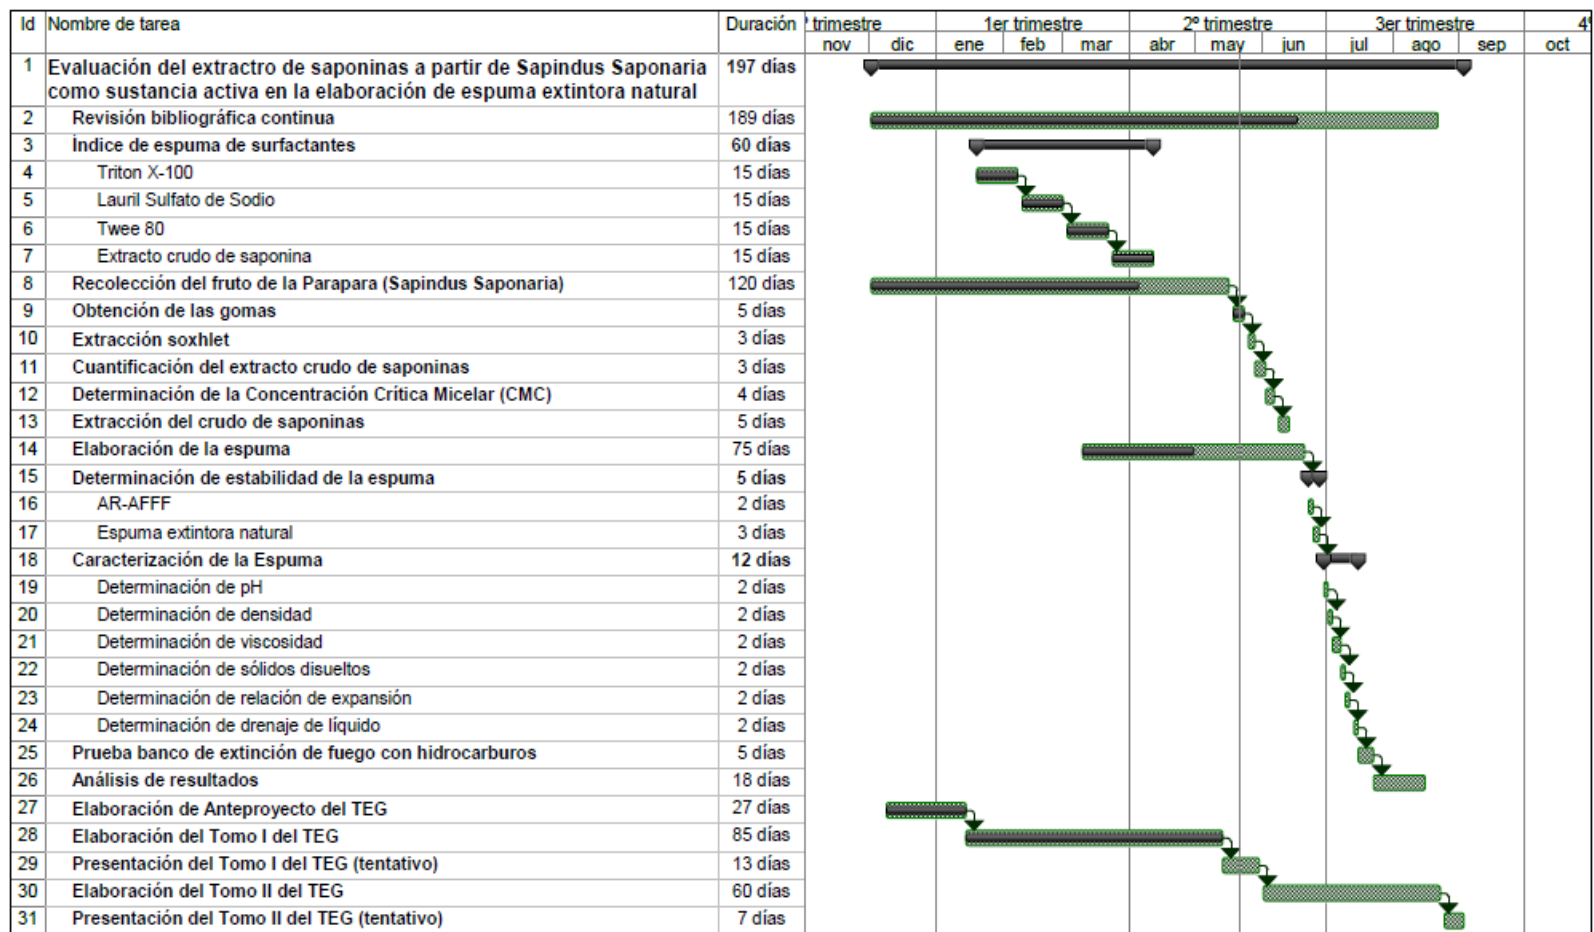 Id Nombre de tarea Duración º trimestre 1er trimestre 2º trimestre 3er trimestre 4º
nov dic ene feb mar abr may jun jul ago sep oct
1 Evaluación del extractro de saponinas a partir de Sapindus Saponaria 197 días
como sustancia activa en la elaboración de espuma extintora natural
2 Revisión bibliográfica continua 189 días
3 Índice de espuma de surfactantes 60 días
4 Triton X-100 15 días
5 Lauril Sulfato de Sodio 15 días
6 Twee 80 15 días
7 Extracto crudo de saponina 15 días
8 Recolección del fruto de la Parapara (Sapindus Saponaria) 120 días
9 Obtención de las gomas 5 días
10 Extracción soxhlet 3 días
11 Cuantificación del extracto crudo de saponinas 3 días
12 Determinación de la Concentración Crítica Micelar (CMC) 4 días
13 Extracción del crudo de saponinas 5 días
14 Elaboración de la espuma 75 días
15 Determinación de estabilidad de la espuma 5 días
16 AR-AFFF 2 días
17 Espuma extintora natural 3 días
18 Caracterización de la Espuma 12 días
19 Determinación de pH 2 días
20 Determinación de densidad 2 días
21 Determinación de viscosidad 2 días
22 Determinación de sólidos disueltos 2 días
23 Determinación de relación de expansión 2 días
24 Determinación de drenaje de líquido 2 días
25 Prueba banco de extinción de fuego con hidrocarburos 5 días
26 Análisis de resultados 18 días
27 Elaboración de Anteproyecto del TEG 27 días
28 Elaboración del Tomo I del TEG 85 días
29 Presentación del Tomo I del TEG (tentativo) 13 días
30 Elaboración del Tomo II del TEG 60 días
31 Presentación del Tomo II del TEG (tentativo) 7 días